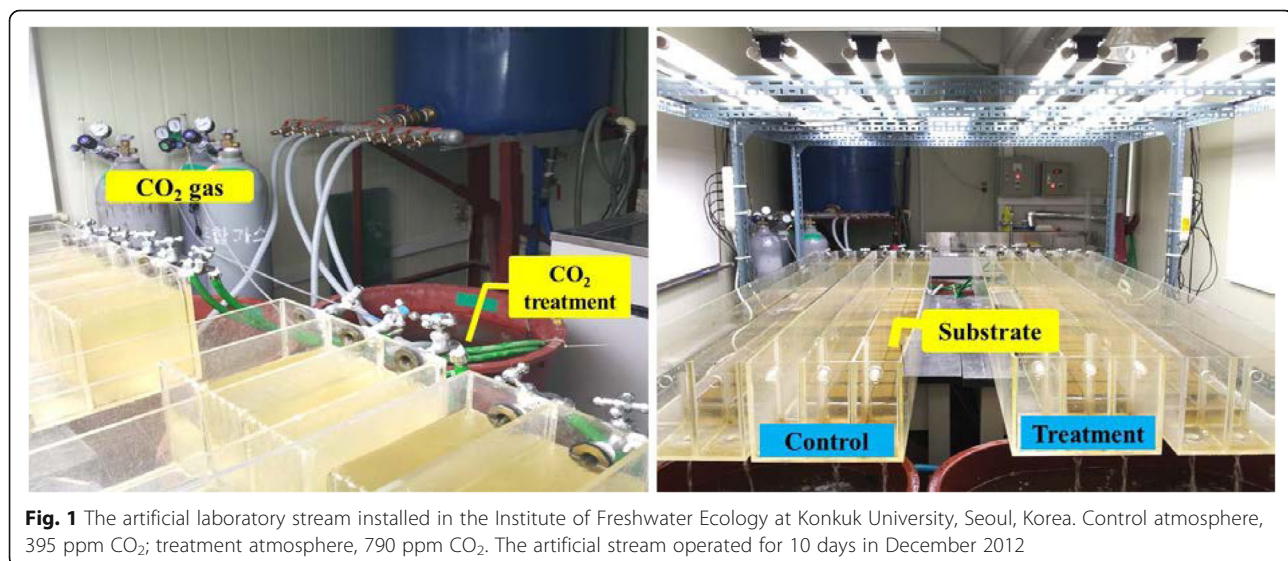 CO₂ gas
CO₂
treatment
Substrate
Control
Treatment
Fig. 1 The artificial laboratory stream installed in the Institute of Freshwater Ecology at Konkuk University, Seoul, Korea. Control atmosphere,
395 ppm CO₂; treatment atmosphere, 790 ppm CO₂. The artificial stream operated for 10 days in December 2012